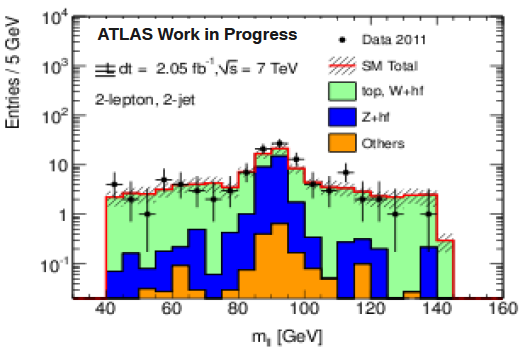 ATLAS Work in Progress
∫L dt = 2.05 fb⁻¹,√s = 7 TeV
2-lepton, 2-jet
Data 2011
SM Total
top, W+hf
Z+hf
Others
Entries / 5 GeV
10⁴
10³
10²
10
1
10⁻¹
40 60 80 100 120 140 160
m_ll [GeV]